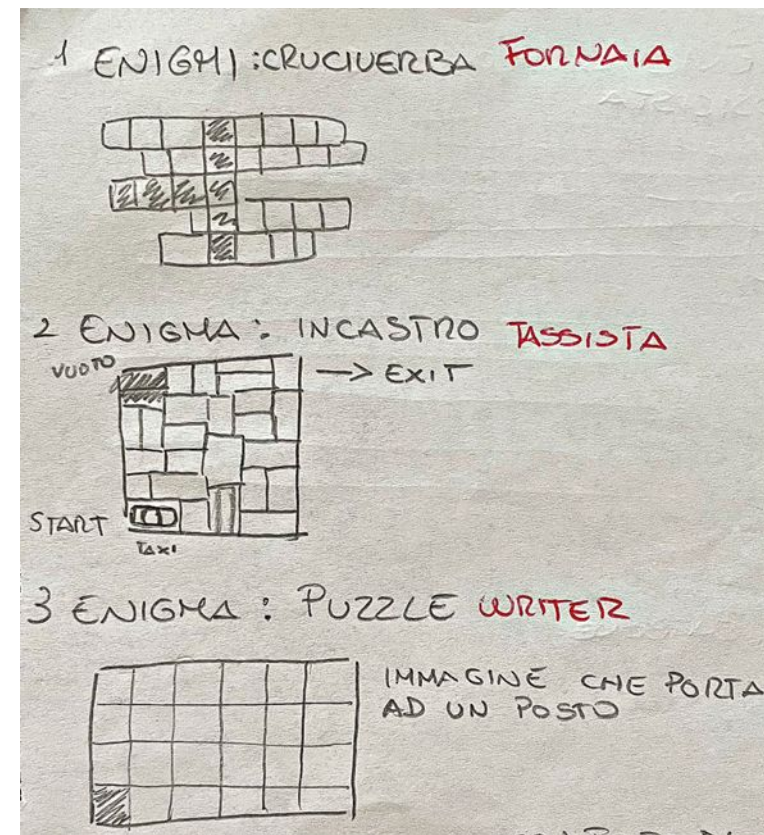 1 ENIGMI: CRUCIVERBA FORNAIA
2 ENIGMA: INCASTRO TASSISTA
VUOTO
→ EXIT
START
TAXI
3 ENIGMA: PUZZLE WRITER
IMMAGINE CHE PORTA
AD UN POSTO